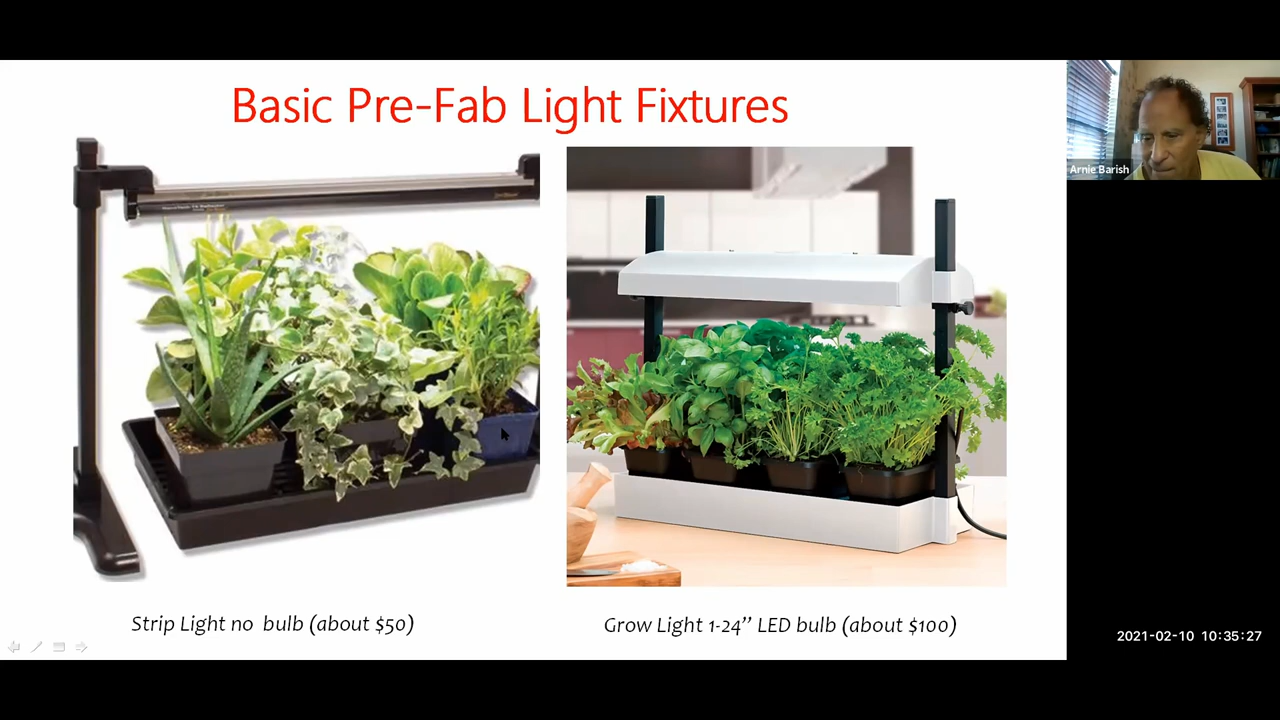 Basic Pre-Fab Light Fixtures
Arnie Barish
Strip Light no bulb (about $50)
Grow Light 1-24” LED bulb (about $100)
2021-02-10 10:35:27